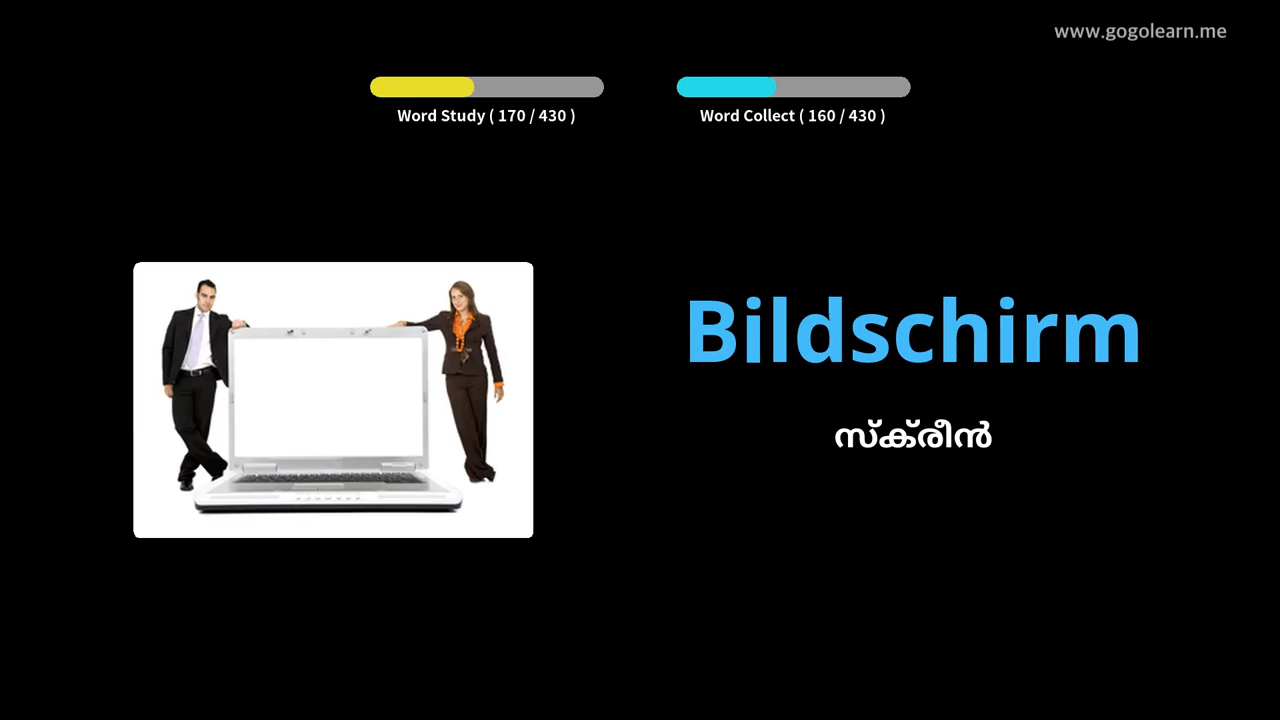 www.gogolearn.me
Word Study ( 170 / 430 )
Word Collect ( 160 / 430 )
Bildschirm
സ്ക്രീൻ